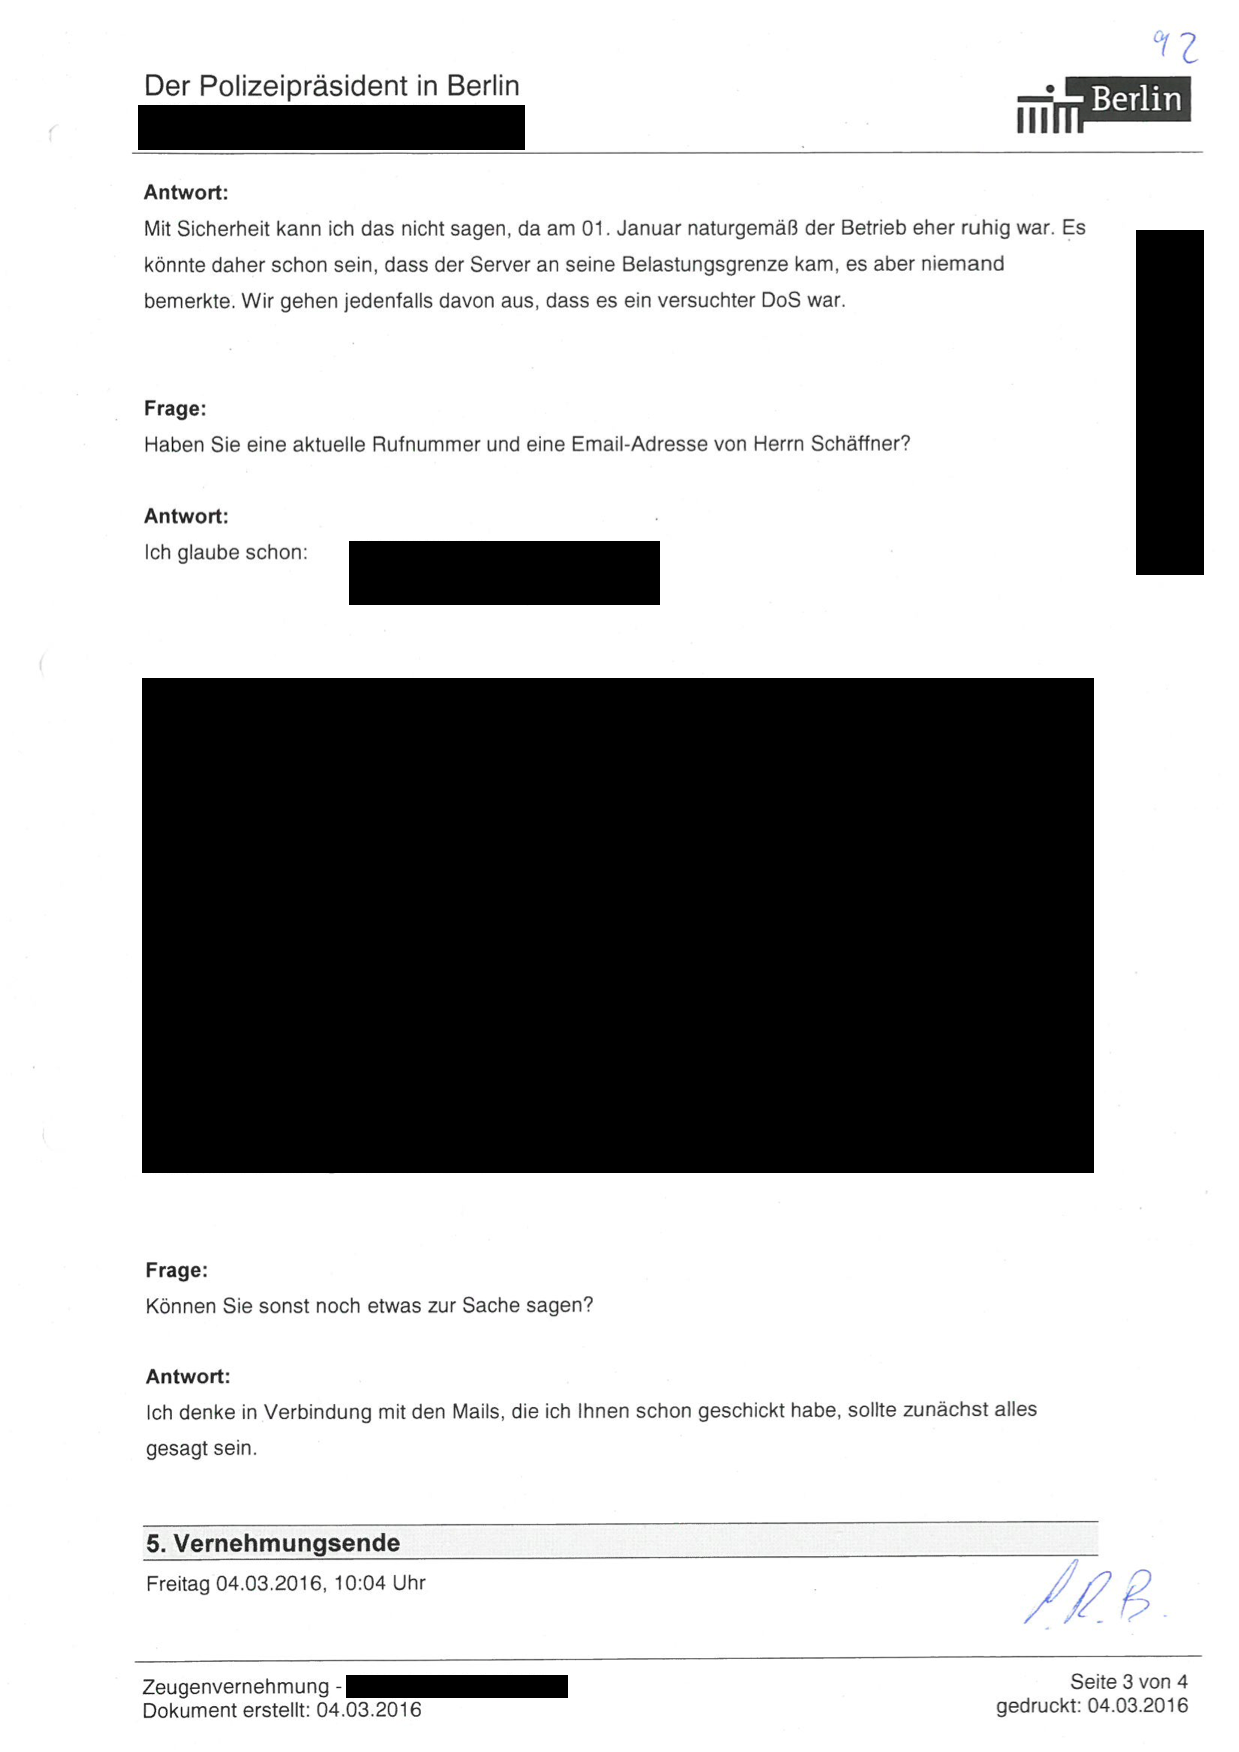 92
Der Polizeipräsident in Berlin
Berlin
Antwort:
Mit Sicherheit kann ich das nicht sagen, da am 01. Januar naturgemäß der Betrieb eher ruhig war. Es
könnte daher schon sein, dass der Server an seine Belastungsgrenze kam, es aber niemand
bemerkte. Wir gehen jedenfalls davon aus, dass es ein versuchter DoS war.
Frage:
Haben Sie eine aktuelle Rufnummer und eine Email-Adresse von Herrn Schäffner?
Antwort:
Ich glaube schon:
Frage:
Können Sie sonst noch etwas zur Sache sagen?
Antwort:
Ich denke in Verbindung mit den Mails, die ich Ihnen schon geschickt habe, sollte zunächst alles
gesagt sein.
5. Vernehmungsende
Freitag 04.03.2016, 10:04 Uhr
P.R.B.
Zeugenvernehmung -
Dokument erstellt: 04.03.2016
Seite 3 von 4
gedruckt: 04.03.2016